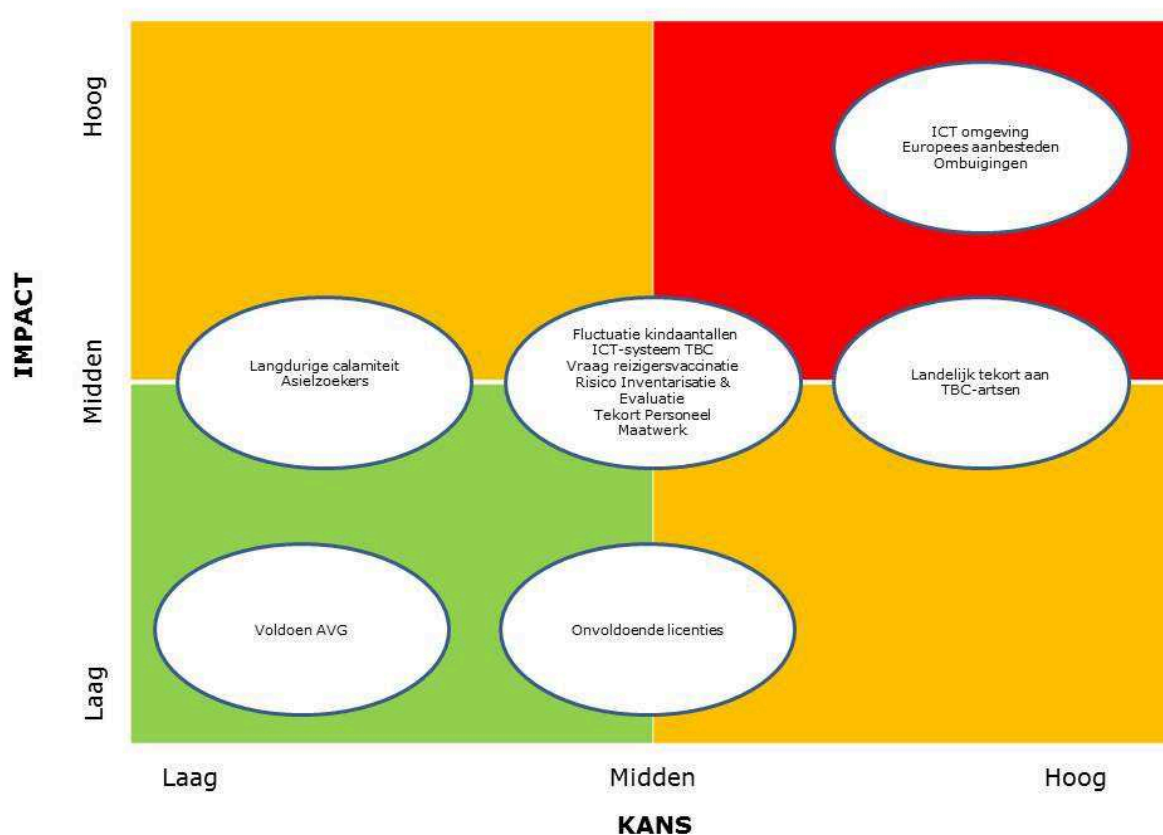 Hoog
ICT omgeving
Europees aanbesteden
Ombuigingen
IMPACT
Midden
Langdurige calamiteit
Asielzoekers
Fluctuatie kindaantallen
ICT-systeem TBC
Vraag reizigersvaccinatie
Risico Inventarisatie &
Evaluatie
Tekort Personeel
Maatwerk
Landelijk tekort aan
TBC-artsen
Laag
Voldoen AVG
Onvoldoende licenties
Laag
Midden
Hoog
KANS